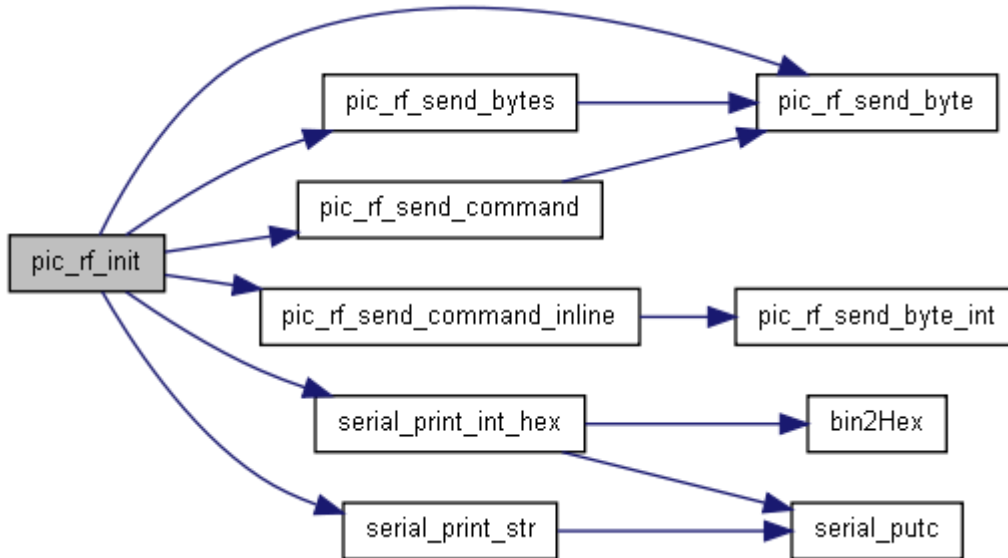 pic_rf_init
pic_rf_send_bytes
pic_rf_send_byte
pic_rf_send_command
pic_rf_send_command_inline
pic_rf_send_byte_int
serial_print_int_hex
bin2Hex
serial_print_str
serial_putc